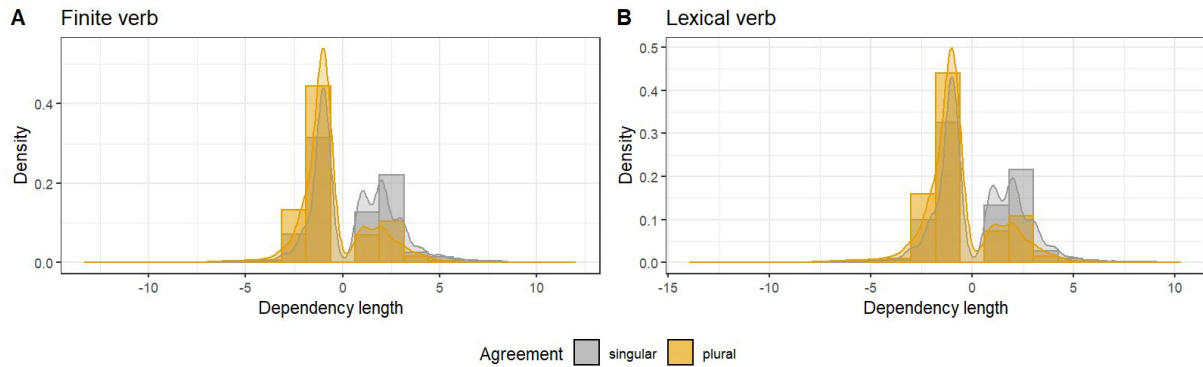 A Finite verb
Density
0.4
0.2
0.0
-10 -5 0 5 10
Dependency length
B Lexical verb
Density
0.5
0.4
0.3
0.2
0.1
0.0
-15 -10 -5 0 5 10
Dependency length
Agreement singular plural